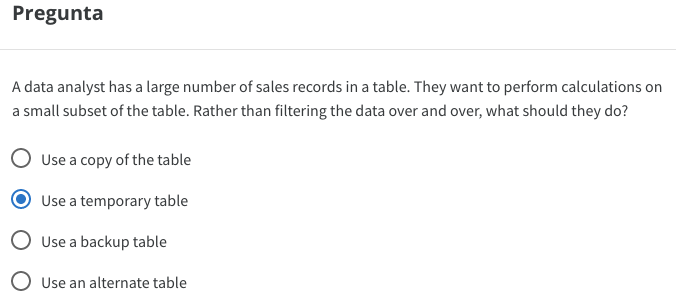 Pregunta
A data analyst has a large number of sales records in a table. They want to perform calculations on
a small subset of the table. Rather than filtering the data over and over, what should they do?
Use a copy of the table
Use a temporary table
Use a backup table
Use an alternate table